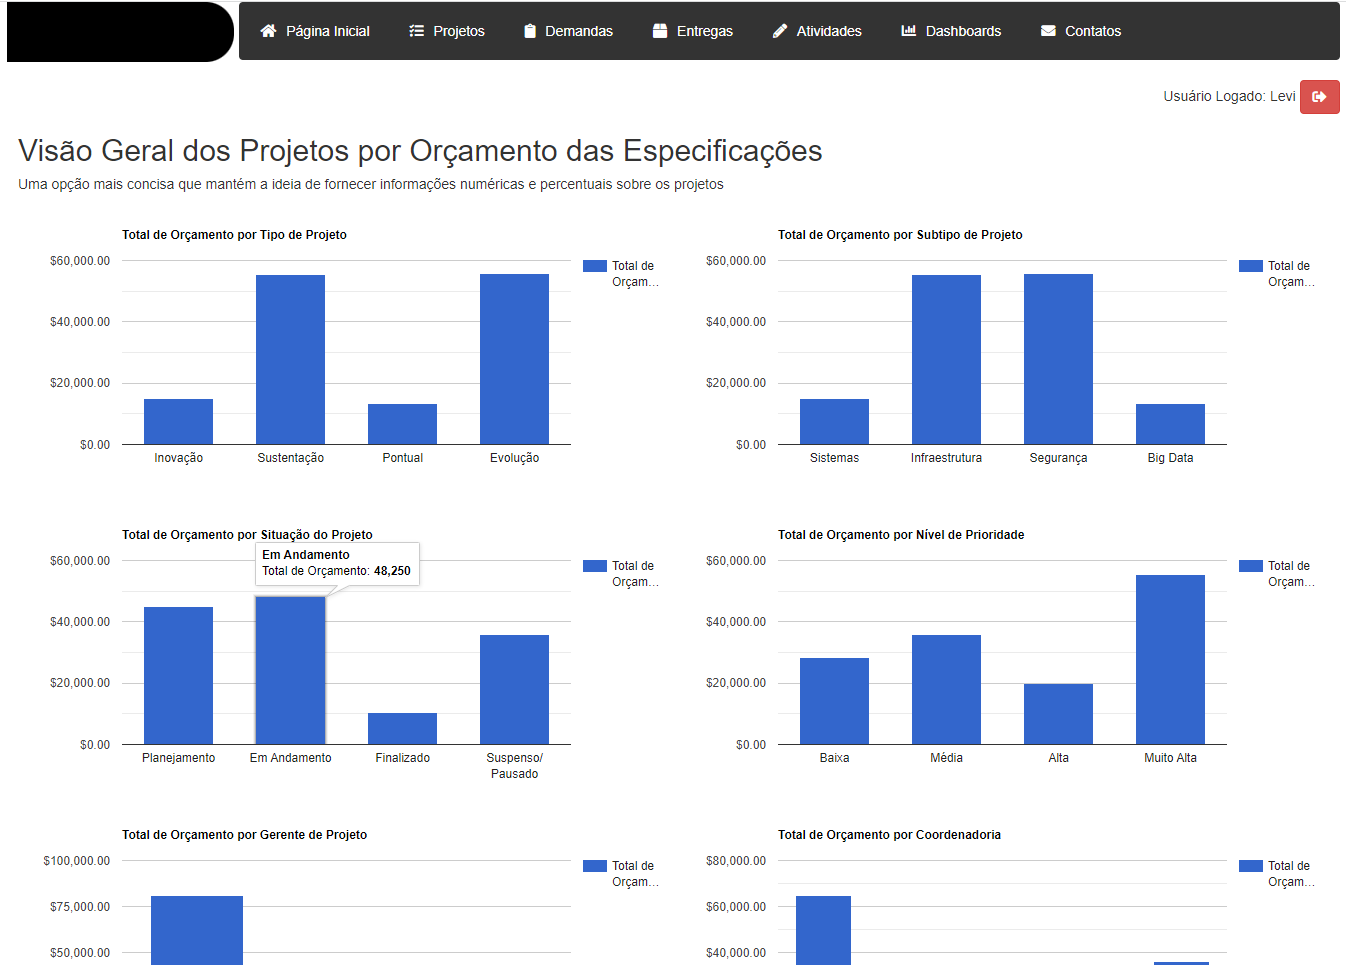 Página Inicial Projetos Demandas Entregas Atividades Dashboards Contatos
Usuário Logado: Levi
Visão Geral dos Projetos por Orçamento das Especificações
Uma opção mais concisa que mantém a ideia de fornecer informações numéricas e percentuais sobre os projetos
Total de Orçamento por Tipo de Projeto
$60,000.00
$40,000.00
$20,000.00
$0.00
Inovação Sustentação Pontual Evolução
Total de
Orçam...
Total de Orçamento por Subtipo de Projeto
$60,000.00
$40,000.00
$20,000.00
$0.00
Sistemas Infraestrutura Segurança Big Data
Total de
Orçam...
Total de Orçamento por Situação do Projeto
Em Andamento
Total de Orçamento: 48,250
$60,000.00
$40,000.00
$20,000.00
$0.00
Planejamento Em Andamento Finalizado Suspenso/
Pausado
Total de
Orçam...
Total de Orçamento por Nível de Prioridade
$60,000.00
$40,000.00
$20,000.00
$0.00
Baixa Média Alta Muito Alta
Total de
Orçam...
Total de Orçamento por Gerente de Projeto
$100,000.00
$75,000.00
$50,000.00
Total de
Orçam...
Total de Orçamento por Coordenadoria
$80,000.00
$60,000.00
$40,000.00
Total de
Orçam...